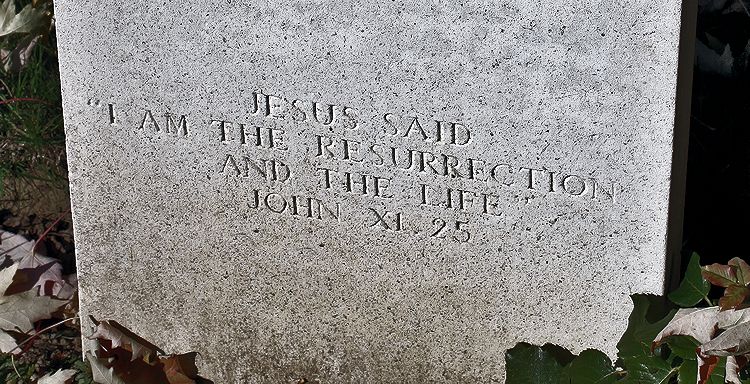 JESUS SAID
"I AM THE RESURRECTION
AND THE LIFE"
JOHN XI. 25